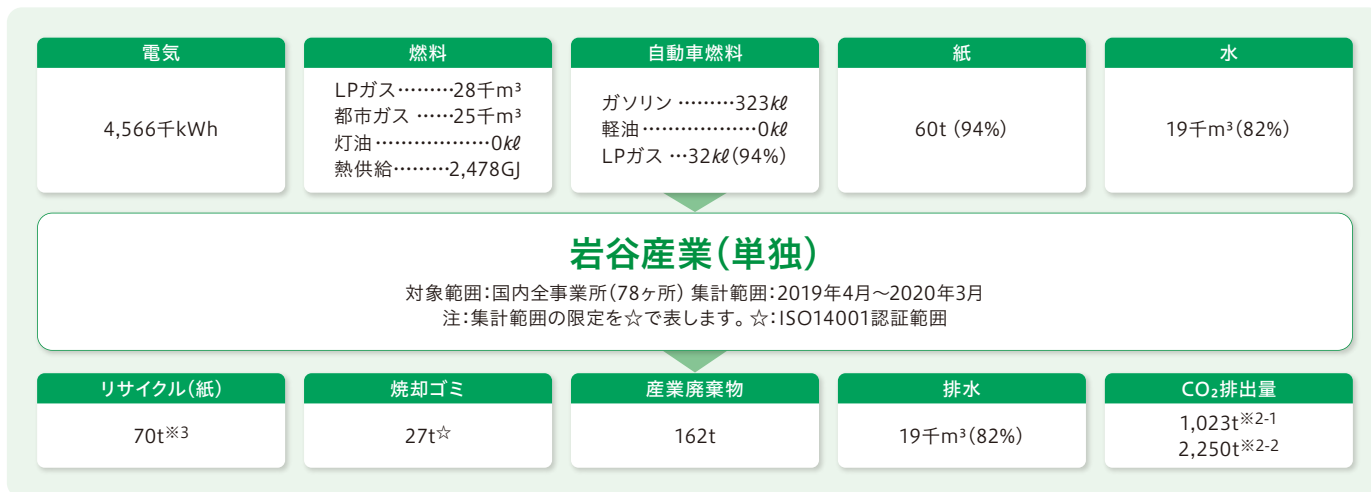 電気
4,566千kWh
燃料
LPガス………28千m³
都市ガス ……25千m³
灯油………………0kℓ
熱供給………2,478GJ
自動車燃料
ガソリン ………323kℓ
軽油………………0kℓ
LPガス …32kℓ(94%)
紙
60t (94%)
水
19千m³(82%)
岩谷産業(単独)
対象範囲:国内全事業所(78ヶ所) 集計範囲:2019年4月〜2020年3月
注:集計範囲の限定を☆で表します。☆:ISO14001認証範囲
リサイクル(紙)
70t※3
焼却ゴミ
27t☆
産業廃棄物
162t
排水
19千m³(82%)
CO₂排出量
1,023t※2-1
2,250t※2-2